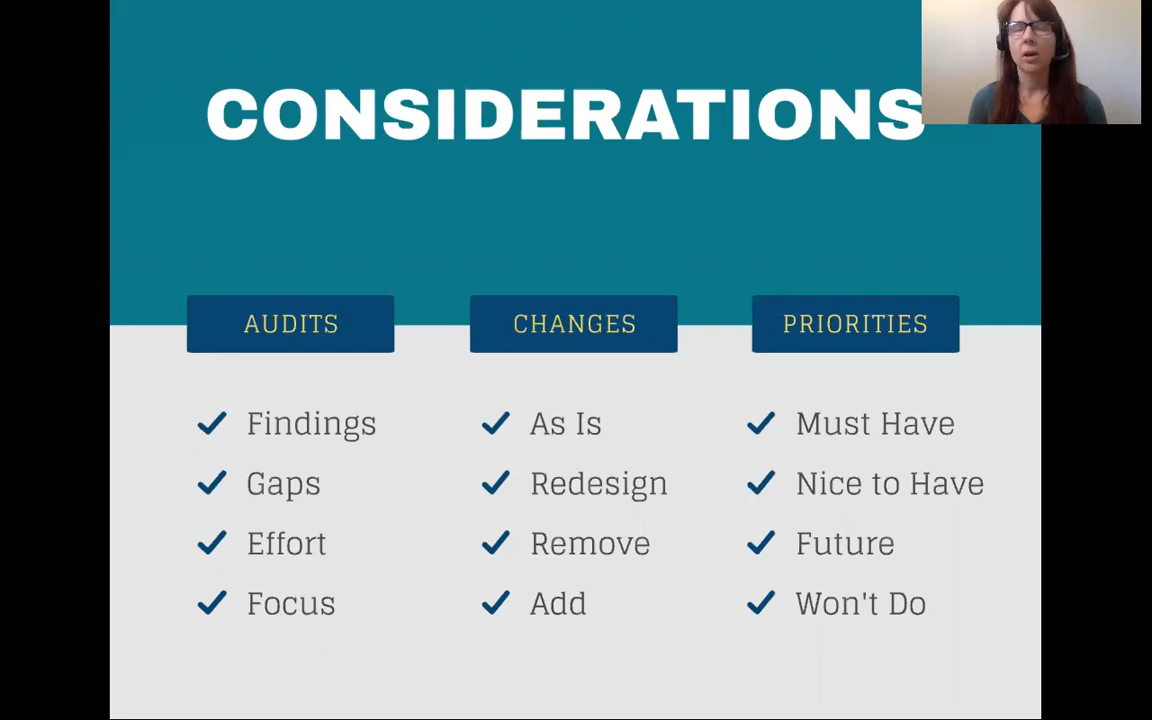 CONSIDERATIONS
AUDITS
Findings
Gaps
Effort
Focus
CHANGES
As Is
Redesign
Remove
Add
PRIORITIES
Must Have
Nice to Have
Future
Won't Do